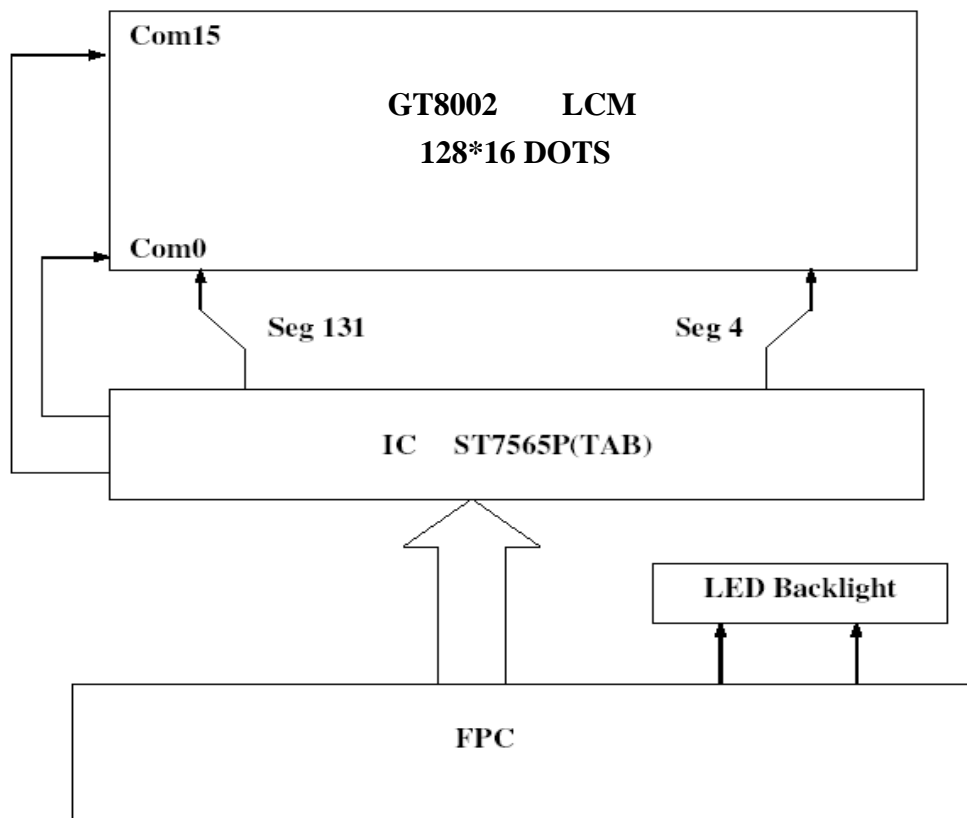 Com15
GT8002 LCM
128*16 DOTS
Com0
Seg 131
Seg 4
IC ST7565P(TAB)
LED Backlight
FPC